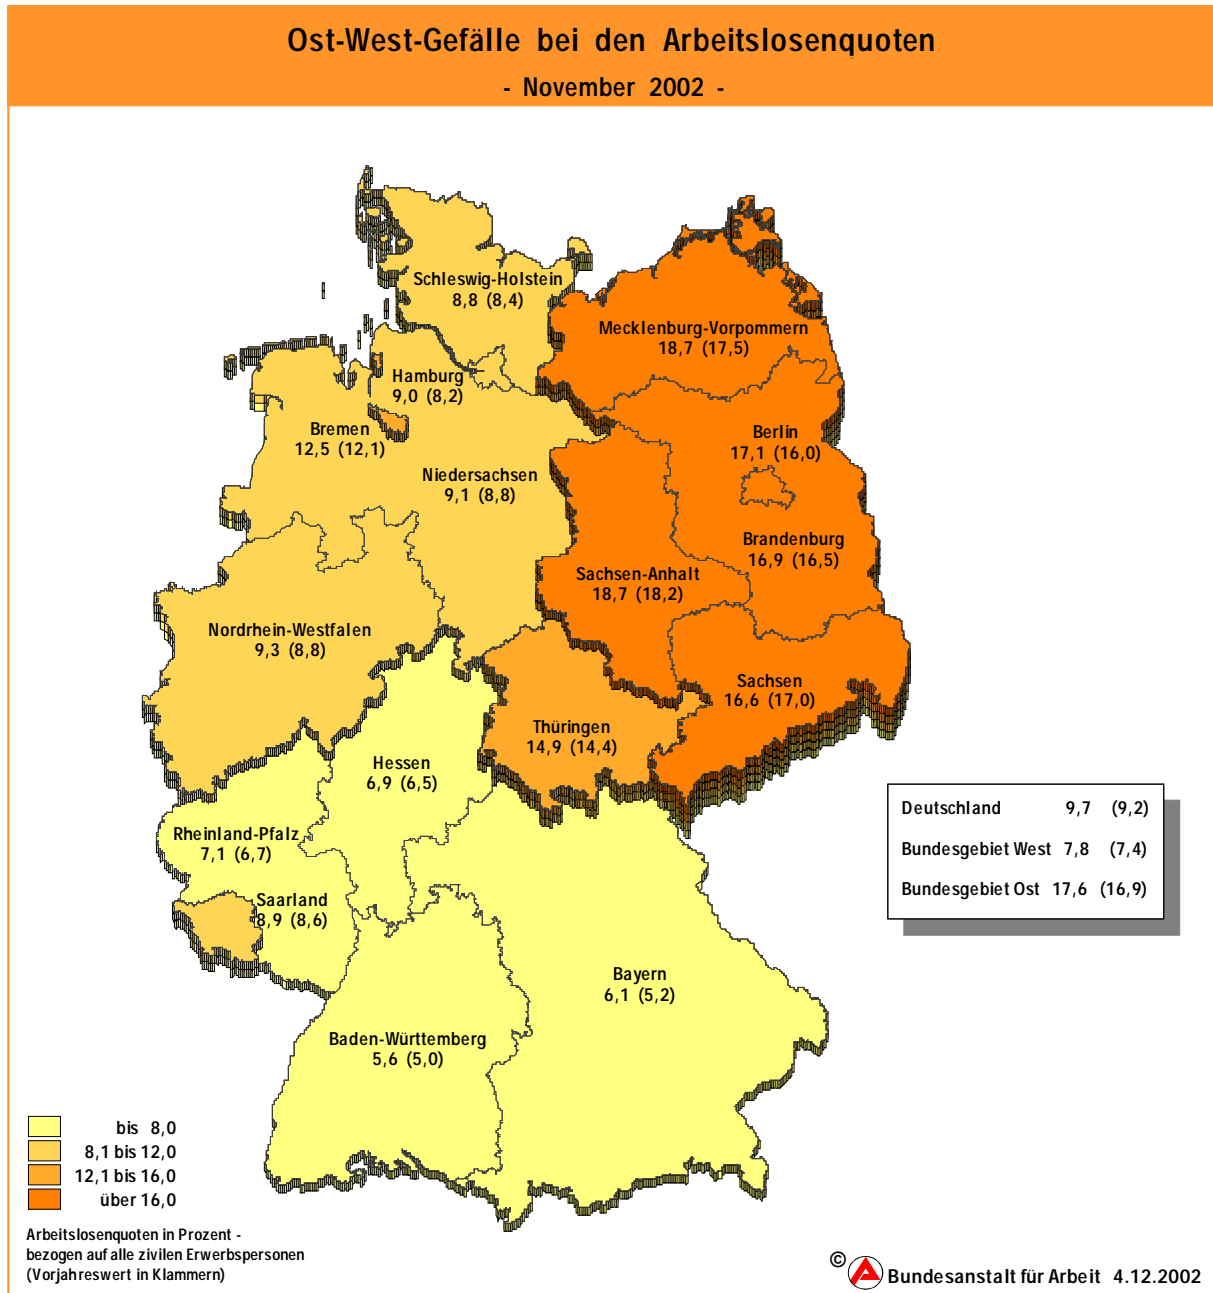 Ost-West-Gefälle bei den Arbeitslosenquoten
- November 2002 -
Schleswig-Holstein
8,8 (8,4)
Mecklenburg-Vorpommern
18,7 (17,5)
Hamburg
9,0 (8,2)
Bremen
12,5 (12,1)
Berlin
17,1 (16,0)
Niedersachsen
9,1 (8,8)
Brandenburg
16,9 (16,5)
Sachsen-Anhalt
18,7 (18,2)
Nordrhein-Westfalen
9,3 (8,8)
Sachsen
16,6 (17,0)
Thüringen
14,9 (14,4)
Hessen
6,9 (6,5)
Rheinland-Pfalz
7,1 (6,7)
Saarland
8,9 (8,6)
Bayern
6,1 (5,2)
Baden-Württemberg
5,6 (5,0)
Deutschland 9,7 (9,2)
Bundesgebiet West 7,8 (7,4)
Bundesgebiet Ost 17,6 (16,9)
bis 8,0
8,1 bis 12,0
12,1 bis 16,0
über 16,0
Arbeitslosenquoten in Prozent -
bezogen auf alle zivilen Erwerbspersonen
(Vorjahreswert in Klammern)
© Bundesanstalt für Arbeit 4.12.2002